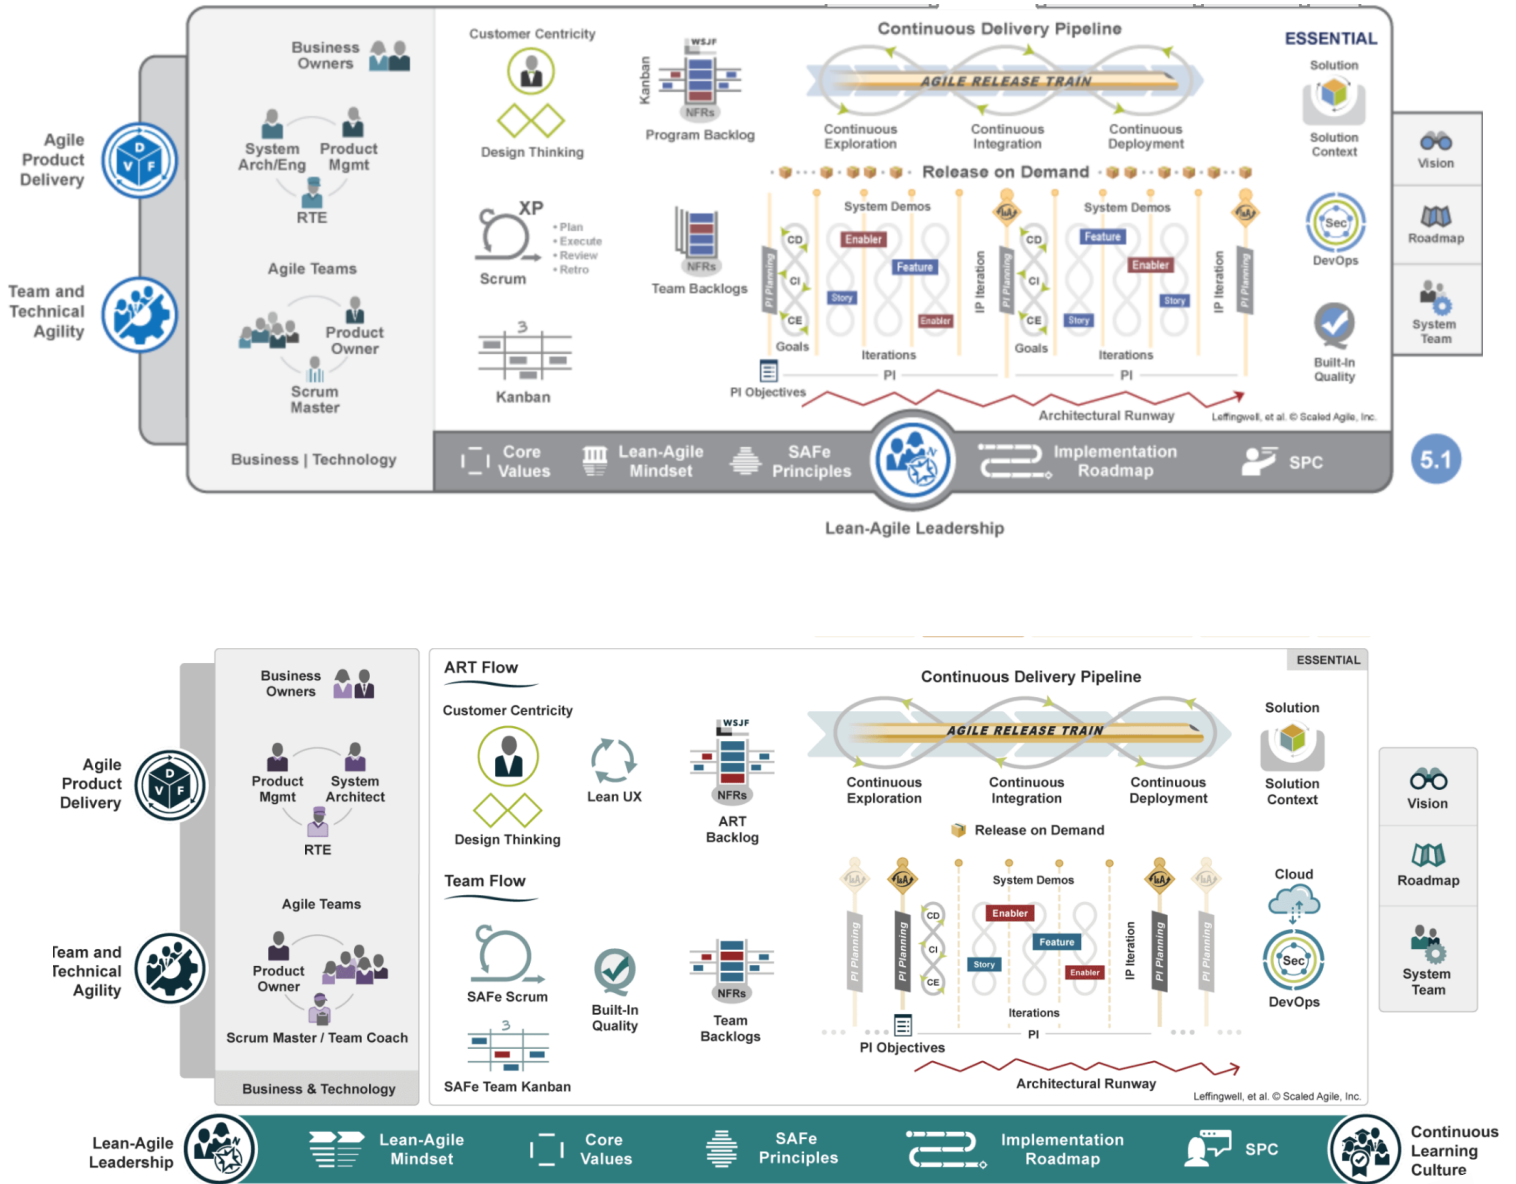 Agile
Product
Delivery
Team and
Technical
Agility
Business
Owners
System
Arch/Eng
Product
Mgmt
RTE
Agile Teams
Product
Owner
Scrum
Master
Business | Technology
Customer Centricity
Design Thinking
XP
Scrum
• Plan
• Execute
• Review
• Retro
3
Kanban
WSJF
Kanban
NFRs
Program Backlog
NFRs
Team Backlogs
Continuous Delivery Pipeline
AGILE RELEASE TRAIN
Continuous
Exploration
Continuous
Integration
Continuous
Deployment
Release on Demand
System Demos
System Demos
PI Planning
CD
CI
CE
Goals
Enabler
Feature
Story
Enabler
IP Iteration
I&A
PI Planning
CD
CI
CE
Goals
Feature
Enabler
Story
Story
IP Iteration
I&A
PI Planning
Iterations
Iterations
PI
PI
PI Objectives
Architectural Runway
Leffingwell, et al. © Scaled Agile, Inc.
ESSENTIAL
Solution
Solution
Context
Sec
DevOps
Built-In
Quality
Vision
Roadmap
System
Team
D
V F
Core
Values
Lean-Agile
Mindset
SAFe
Principles
N
Implementation
Roadmap
SPC
5.1
Lean-Agile Leadership
Agile
Product
Delivery
D
V F
Team and
Technical
Agility
Business
Owners
Product
Mgmt
System
Architect
RTE
Agile Teams
Product
Owner
Scrum Master / Team Coach
Business & Technology
ART Flow
Customer Centricity
Design Thinking
Lean UX
WSJF
NFRs
ART
Backlog
Team Flow
SAFe Scrum
3
SAFe Team Kanban
Built-In
Quality
NFRs
Team
Backlogs
Continuous Delivery Pipeline
AGILE RELEASE TRAIN
Continuous
Exploration
Continuous
Integration
Continuous
Deployment
Release on Demand
I&A
PI Planning
I&A
PI Planning
CD
CI
CE
System Demos
Enabler
Feature
Story
Enabler
Iterations
IP Iteration
I&A
PI Planning
I&A
PI Planning
PI
PI Objectives
Architectural Runway
Leffingwell, et al. © Scaled Agile, Inc.
ESSENTIAL
Solution
Solution
Context
Cloud
Sec
DevOps
Vision
Roadmap
System
Team
Lean-Agile
Leadership
N
Lean-Agile
Mindset
Core
Values
SAFe
Principles
Implementation
Roadmap
SPC
Continuous
Learning
Culture